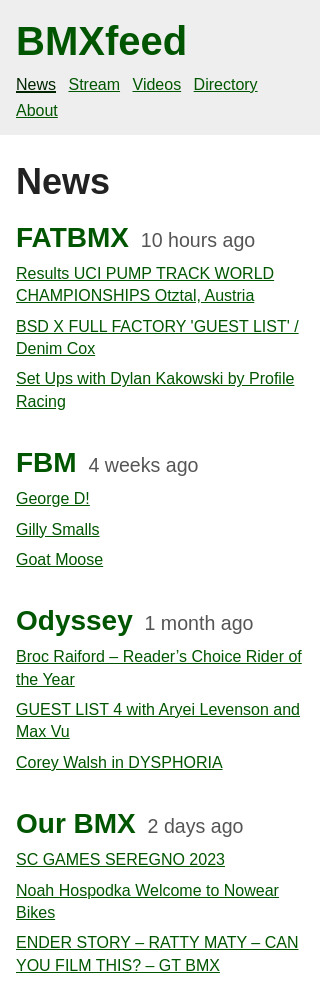 BMXfeed
News Stream Videos Directory
About
News
FATBMX 10 hours ago
Results UCI PUMP TRACK WORLD
CHAMPIONSHIPS Otztal, Austria
BSD X FULL FACTORY 'GUEST LIST' /
Denim Cox
Set Ups with Dylan Kakowski by Profile
Racing
FBM 4 weeks ago
George D!
Gilly Smalls
Goat Moose
Odyssey 1 month ago
Broc Raiford – Reader’s Choice Rider of
the Year
GUEST LIST 4 with Aryei Levenson and
Max Vu
Corey Walsh in DYSPHORIA
Our BMX 2 days ago
SC GAMES SEREGNO 2023
Noah Hospodka Welcome to Nowear
Bikes
ENDER STORY – RATTY MATY – CAN
YOU FILM THIS? – GT BMX